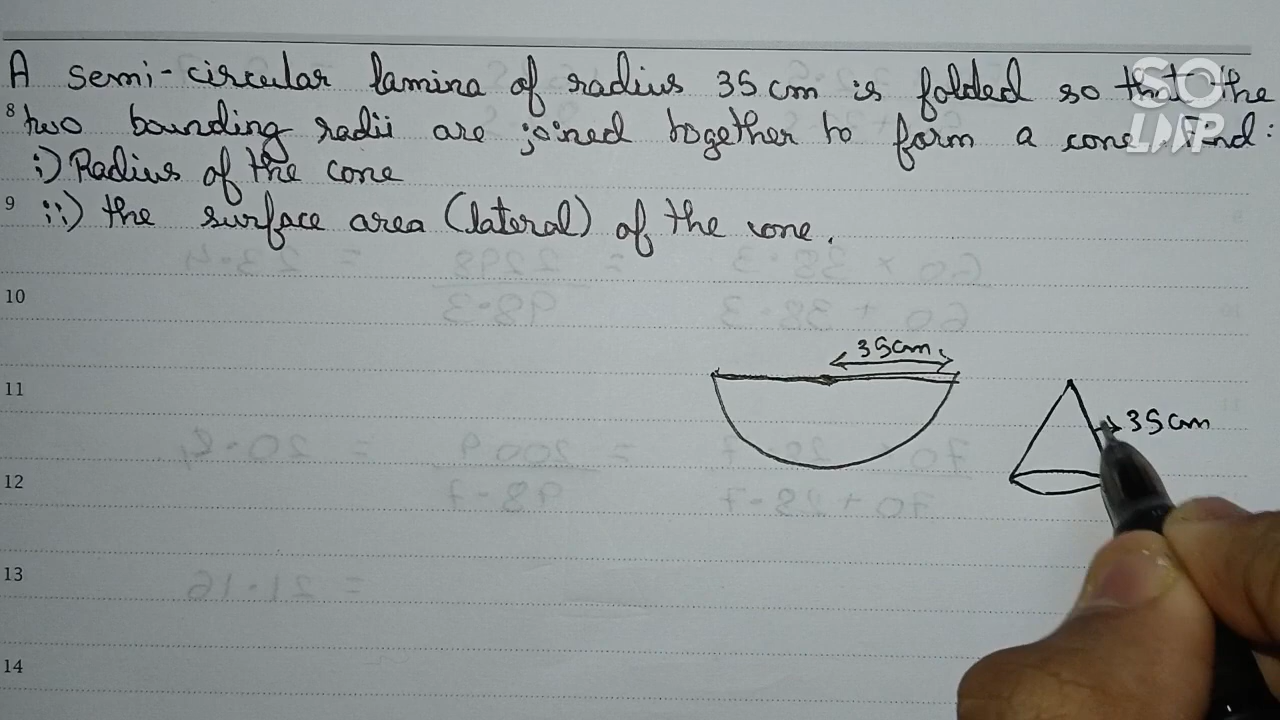 A semi-circular lamina of radius 35 cm is folded so that the
8 two bounding radii are joined together to form a cone. Find:
i) Radius of the cone
9 ii) the surface area (lateral) of the cone.
10
35cm
11
35cm
12
13
14
SO
LMP